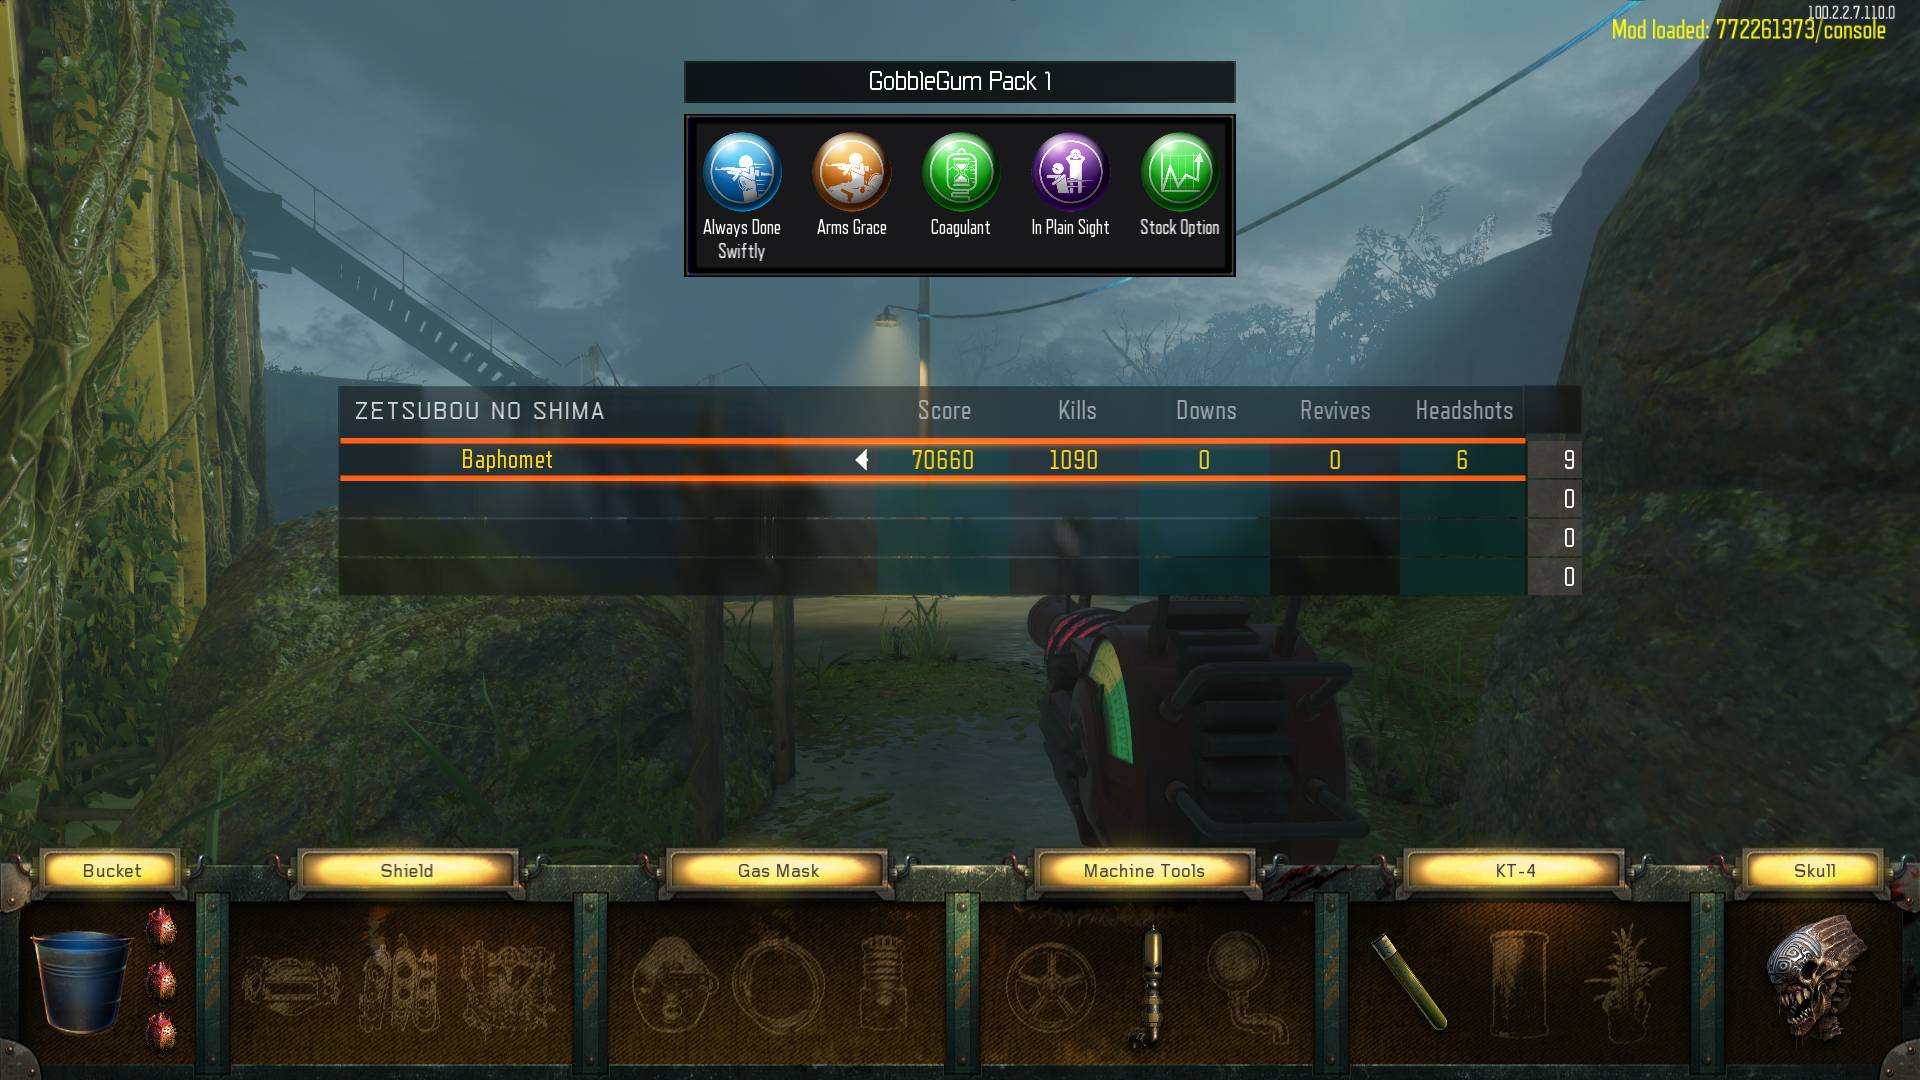 100.2.2.7.110.0
Mod loaded: 772261373/console
GobbleGum Pack 1
Always Done Swiftly
Arms Grace
Coagulant
In Plain Sight
Stock Option
ZETSUBOU NO SHIMA Score Kills Downs Revives Headshots
Baphomet 70660 1090 0 0 6 9
0
0
0
Bucket Shield Gas Mask Machine Tools KT-4 Skull